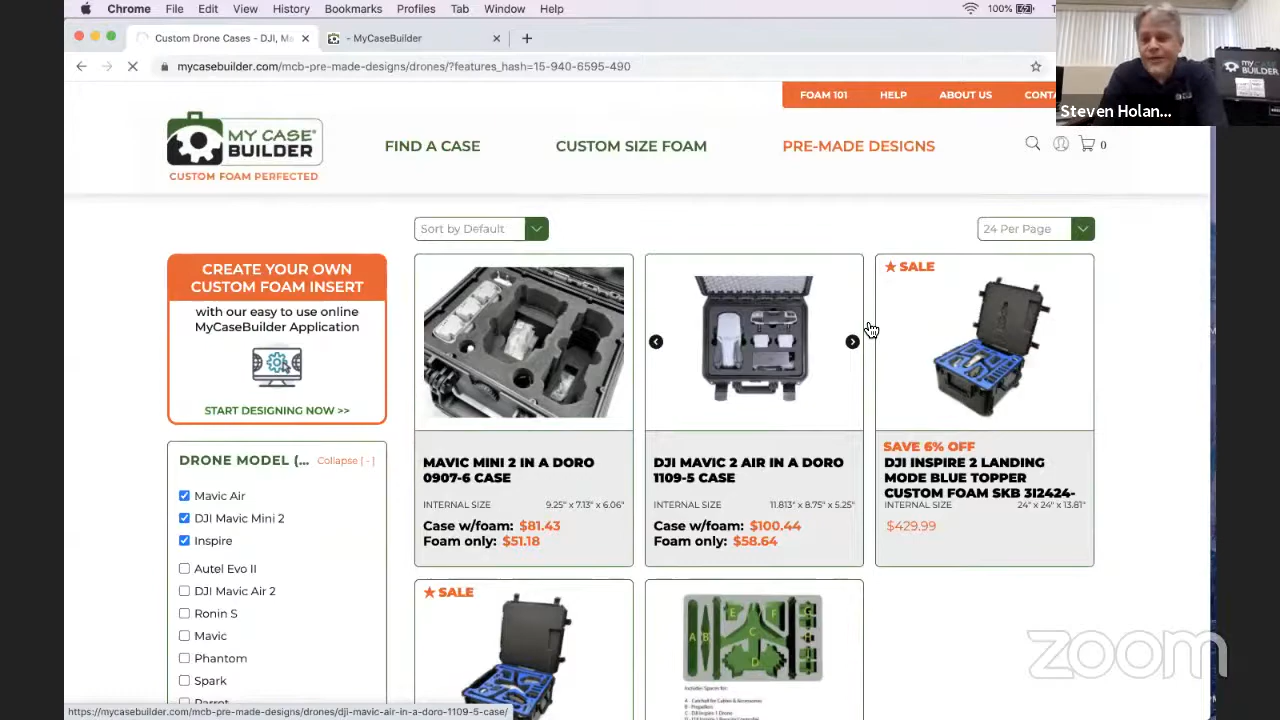 Chrome File Edit View History Bookmarks Profiles Tab Window Help
100%
Custom Drone Cases - DJI, Ma
- MyCaseBuilder
mycasebuilder.com/mcb-pre-made-designs/drones/?features_hash=15-940-6595-490
MY CASE BUILDER
Steven Holan...
FOAM 101 HELP ABOUT US CONTA
MY CASE
BUILDER
CUSTOM FOAM PERFECTED
FIND A CASE CUSTOM SIZE FOAM PRE-MADE DESIGNS
0
Sort by Default
24 Per Page
CREATE YOUR OWN
CUSTOM FOAM INSERT
with our easy to use online
MyCaseBuilder Application
START DESIGNING NOW >>
DRONE MODEL (... Collapse [ - ]
Mavic Air
DJI Mavic Mini 2
Inspire
Autel Evo II
DJI Mavic Air 2
Ronin S
Mavic
Phantom
Spark
Parrot
MAVIC MINI 2 IN A DORO
0907-6 CASE
INTERNAL SIZE 9.25" x 7.13" x 6.06"
Case w/foam: $81.43
Foam only: $51.18
DJI MAVIC 2 AIR IN A DORO
1109-5 CASE
INTERNAL SIZE 11.813" x 8.75" x 5.25"
Case w/foam: $100.44
Foam only: $58.64
SALE
SAVE 6% OFF
DJI INSPIRE 2 LANDING
MODE BLUE TOPPER
CUSTOM FOAM SKB 3I2424-
INTERNAL SIZE 24" x 24" x 13.81"
$429.99
SALE
A B E F G
C H
D
zoom
https://mycasebuilder.com/mcb-pre-made-designs/drones/dji-mavic-air-in-a-doro-d1109-5-case/